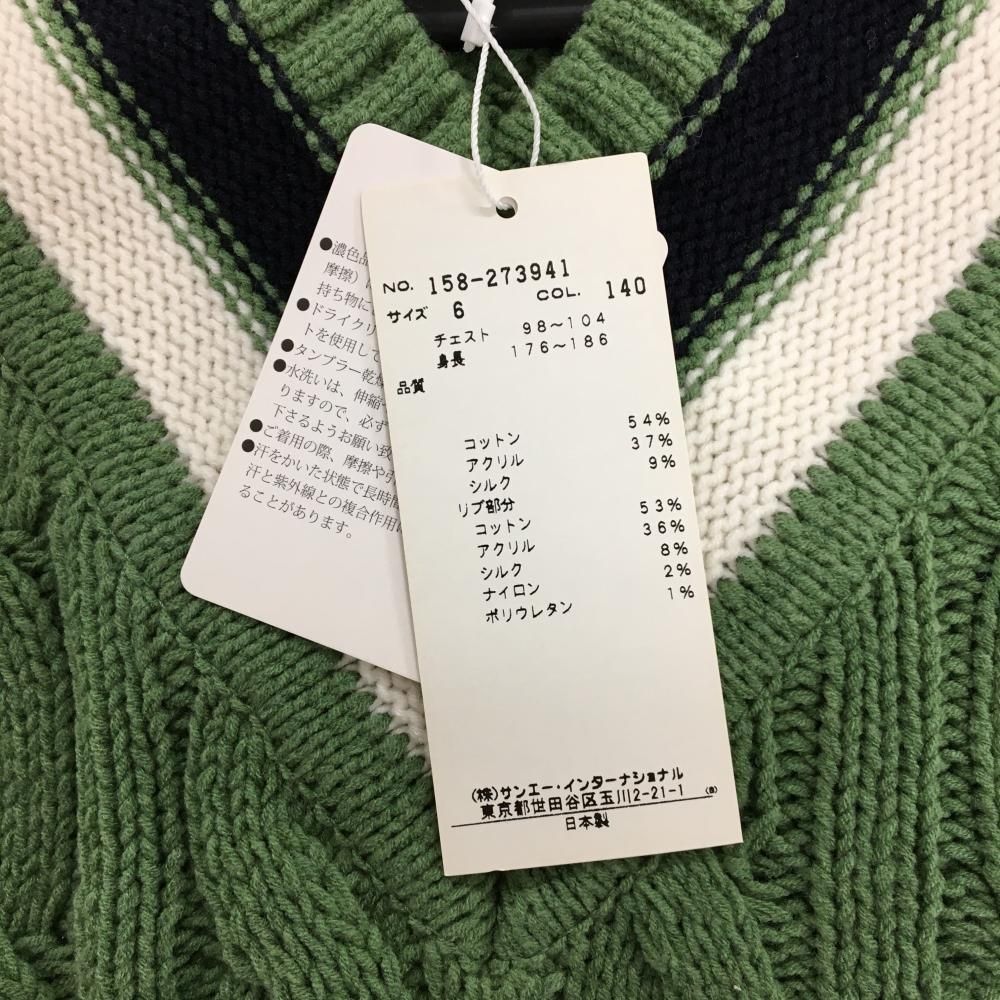 NO. 158-273941
サイズ 6 COL. 140
チェスト 98～104
身長 176～186
品質
54%
コットン 37%
アクリル 9%
シルク
リブ部分 53%
コットン 36%
アクリル 8%
シルク 2%
ナイロン 1%
ポリウレタン
(株)サンエー・インターナショナル
東京都世田谷区玉川2-21-1
日本製
●濃色品
摩擦)
持ち物に
●ドライクリ
トを使用して
●タンブラー乾燥
●水洗いは、伸縮
りますので、必ず
下さるようお願い致
●ご着用の際、摩擦や
●汗をかいた状態で長時間
汗と紫外線との複合作用
ることがあります。